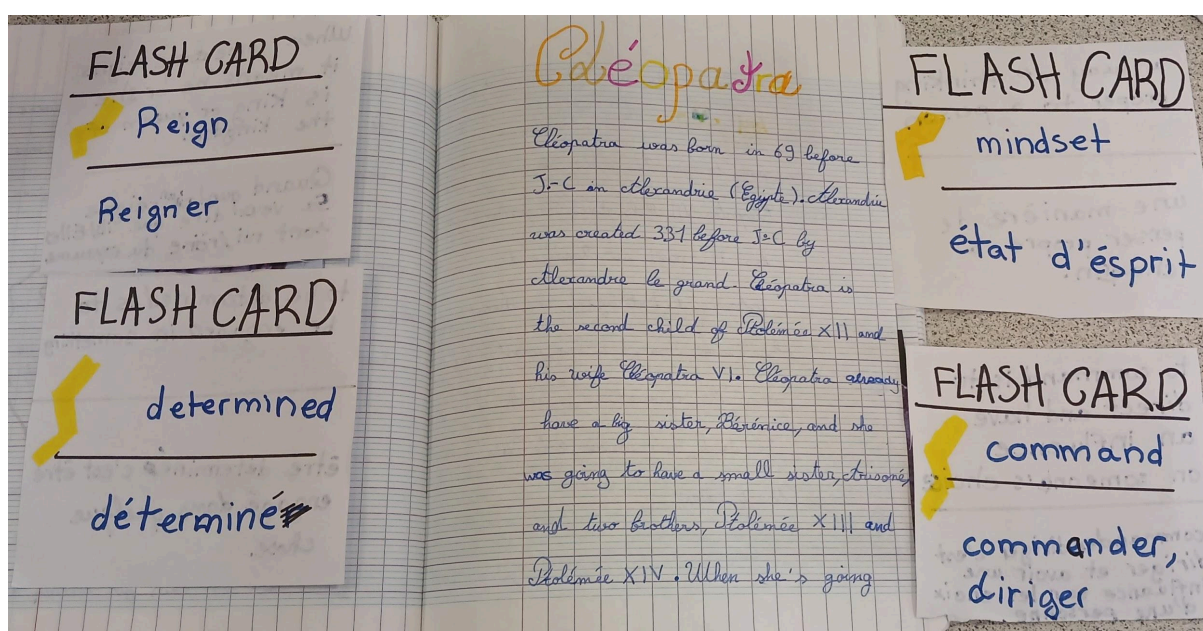 FLASH CARD
Reign
Reigner
FLASH CARD
determined
déterminé
Cléopatra
Cléopatra was born in 69 before
J.-C in Alexandrie (Egipte). Alexandrie
was created 331 before J-C by
Alexandre le grand. Cléopatra is
the second child of Ptolémée XII and
his wife Cléopatra VI. Cléopatra already
have a big sister, Bérénice, and she
was going to have a small sister, Arisoné,
and two brothers, Ptolémée XIII and
Ptolémée XIV. When she's going
FLASH CARD
mindset
état d'ésprit
FLASH CARD
command
commander,
diriger